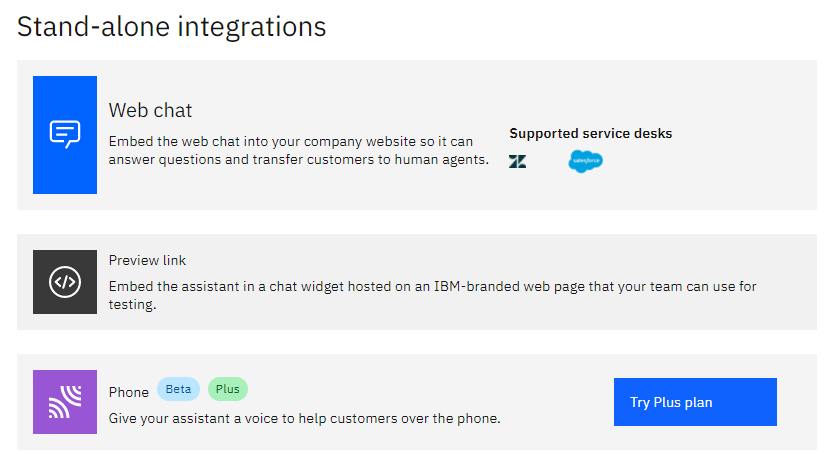 Stand-alone integrations
Web chat
Embed the web chat into your company website so it can
answer questions and transfer customers to human agents.
Supported service desks
salesforce
Preview link
Embed the assistant in a chat widget hosted on an IBM-branded web page that your team can use for
testing.
Phone Beta Plus
Give your assistant a voice to help customers over the phone.
Try Plus plan